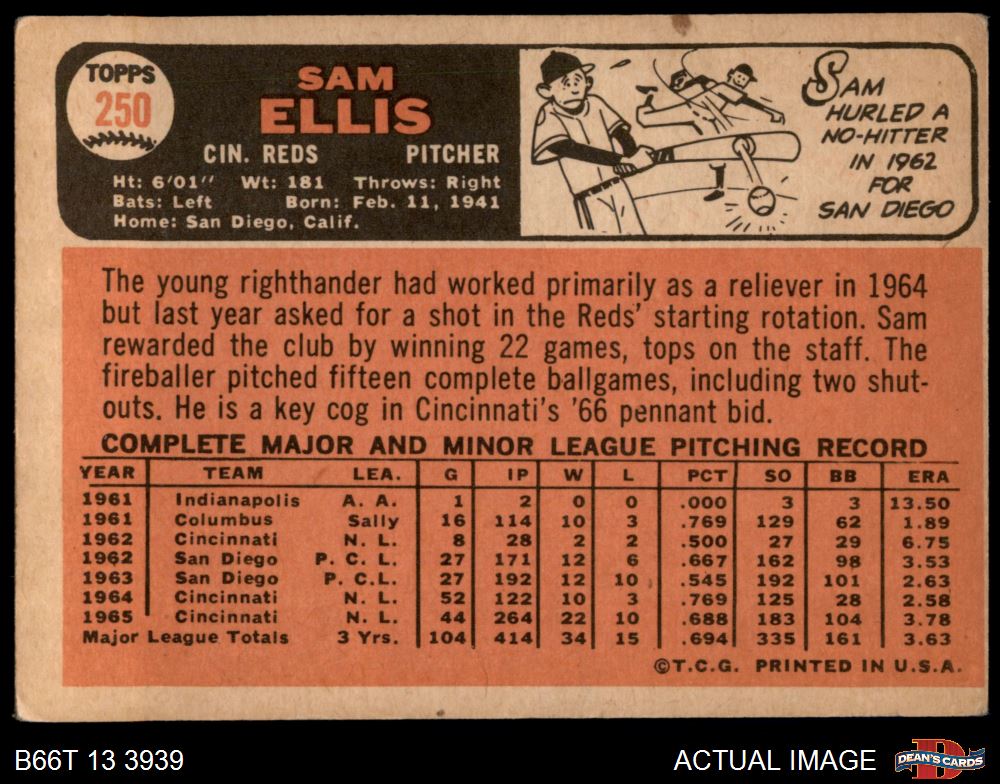 TOPPS
250
SAM
ELLIS
CIN. REDS PITCHER
Ht: 6'01" Wt: 181 Throws: Right
Bats: Left Born: Feb. 11, 1941
Home: San Diego, Calif.
SAM
HURLED A
NO-HITTER
IN 1962
FOR
SAN DIEGO
The young righthander had worked primarily as a reliever in 1964
but last year asked for a shot in the Reds' starting rotation. Sam
rewarded the club by winning 22 games, tops on the staff. The
fireballer pitched fifteen complete ballgames, including two shut-
outs. He is a key cog in Cincinnati's '66 pennant bid.
COMPLETE MAJOR AND MINOR LEAGUE PITCHING RECORD
YEAR TEAM LEA. G IP W L PCT SO BB ERA
1961 Indianapolis A. A. 1 2 0 0 .000 3 3 13.50
1961 Columbus Sally 16 114 10 3 .769 129 62 1.89
1962 Cincinnati N. L. 8 28 2 2 .500 27 29 6.75
1962 San Diego P. C. L. 27 171 12 6 .667 162 98 3.53
1963 San Diego P. C.L. 27 192 12 10 .545 192 101 2.63
1964 Cincinnati N. L. 52 122 10 3 .769 125 28 2.58
1965 Cincinnati N. L. 44 264 22 10 .688 183 104 3.78
Major League Totals 3 Yrs. 104 414 34 15 .694 335 161 3.63
©T.C.G. PRINTED IN U.S.A.
B66T 13 3939 ACTUAL IMAGE DEAN'S CARDS